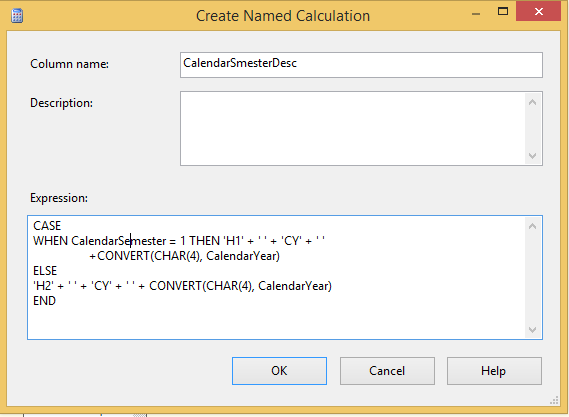 Create Named Calculation
Column name:
CalendarSmesterDesc
Description:
Expression:
CASE
WHEN CalendarSemester = 1 THEN 'H1' + ' ' + 'CY' + ' '
+CONVERT(CHAR(4), CalendarYear)
ELSE
'H2' + ' ' + 'CY' + ' ' + CONVERT(CHAR(4), CalendarYear)
END
OK
Cancel
Help